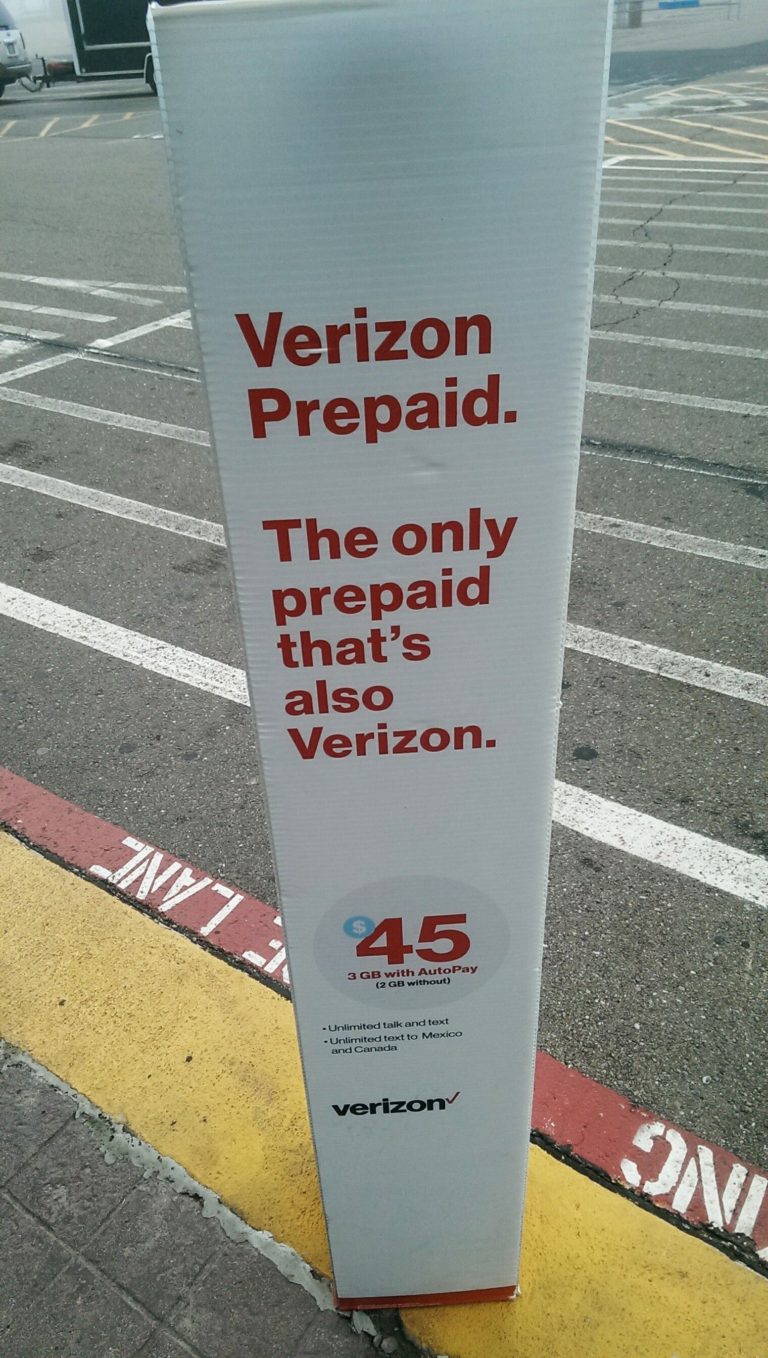 Verizon
Prepaid.
The only
prepaid
that's
also
Verizon.
$45
3 GB with AutoPay
(2 GB without)
• Unlimited talk and text
• Unlimited text to Mexico
and Canada
verizon✓
LANE